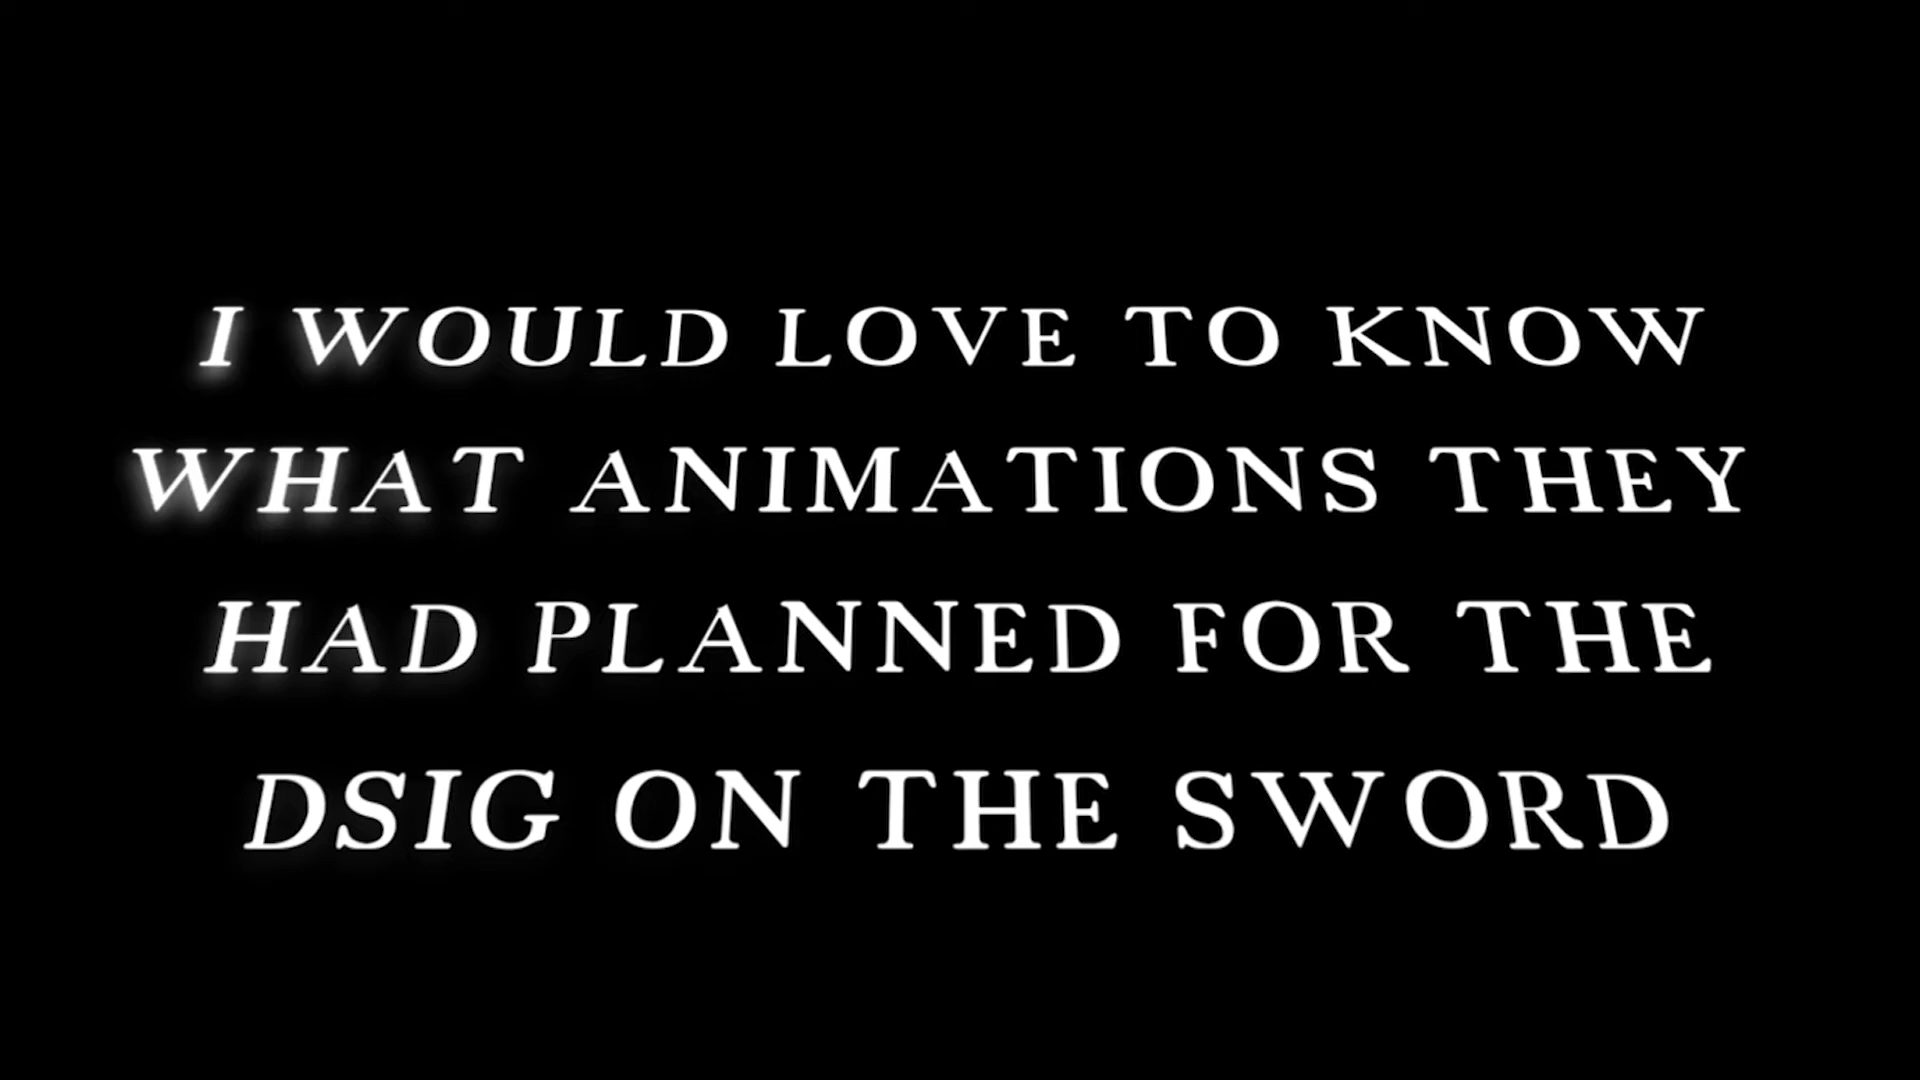 I WOULD LOVE TO KNOW
WHAT ANIMATIONS THEY
HAD PLANNED FOR THE
DSIG ON THE SWORD